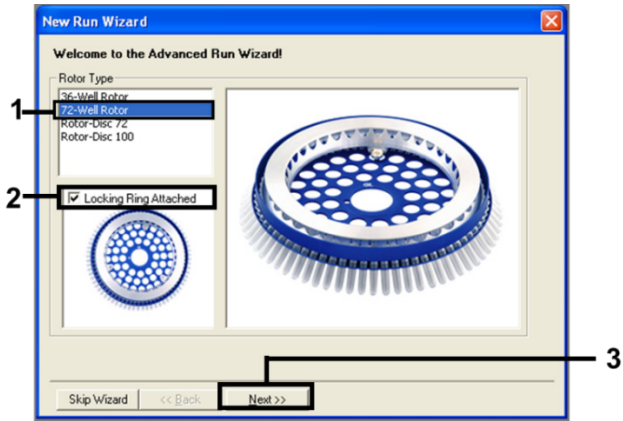 New Run Wizard
Welcome to the Advanced Run Wizard!
Rotor Type
36-Well Rotor
1
72-Well Rotor
Rotor-Disc 72
Rotor-Disc 100
2
Locking Ring Attached
3
Skip Wizard
<< Back
Next >>